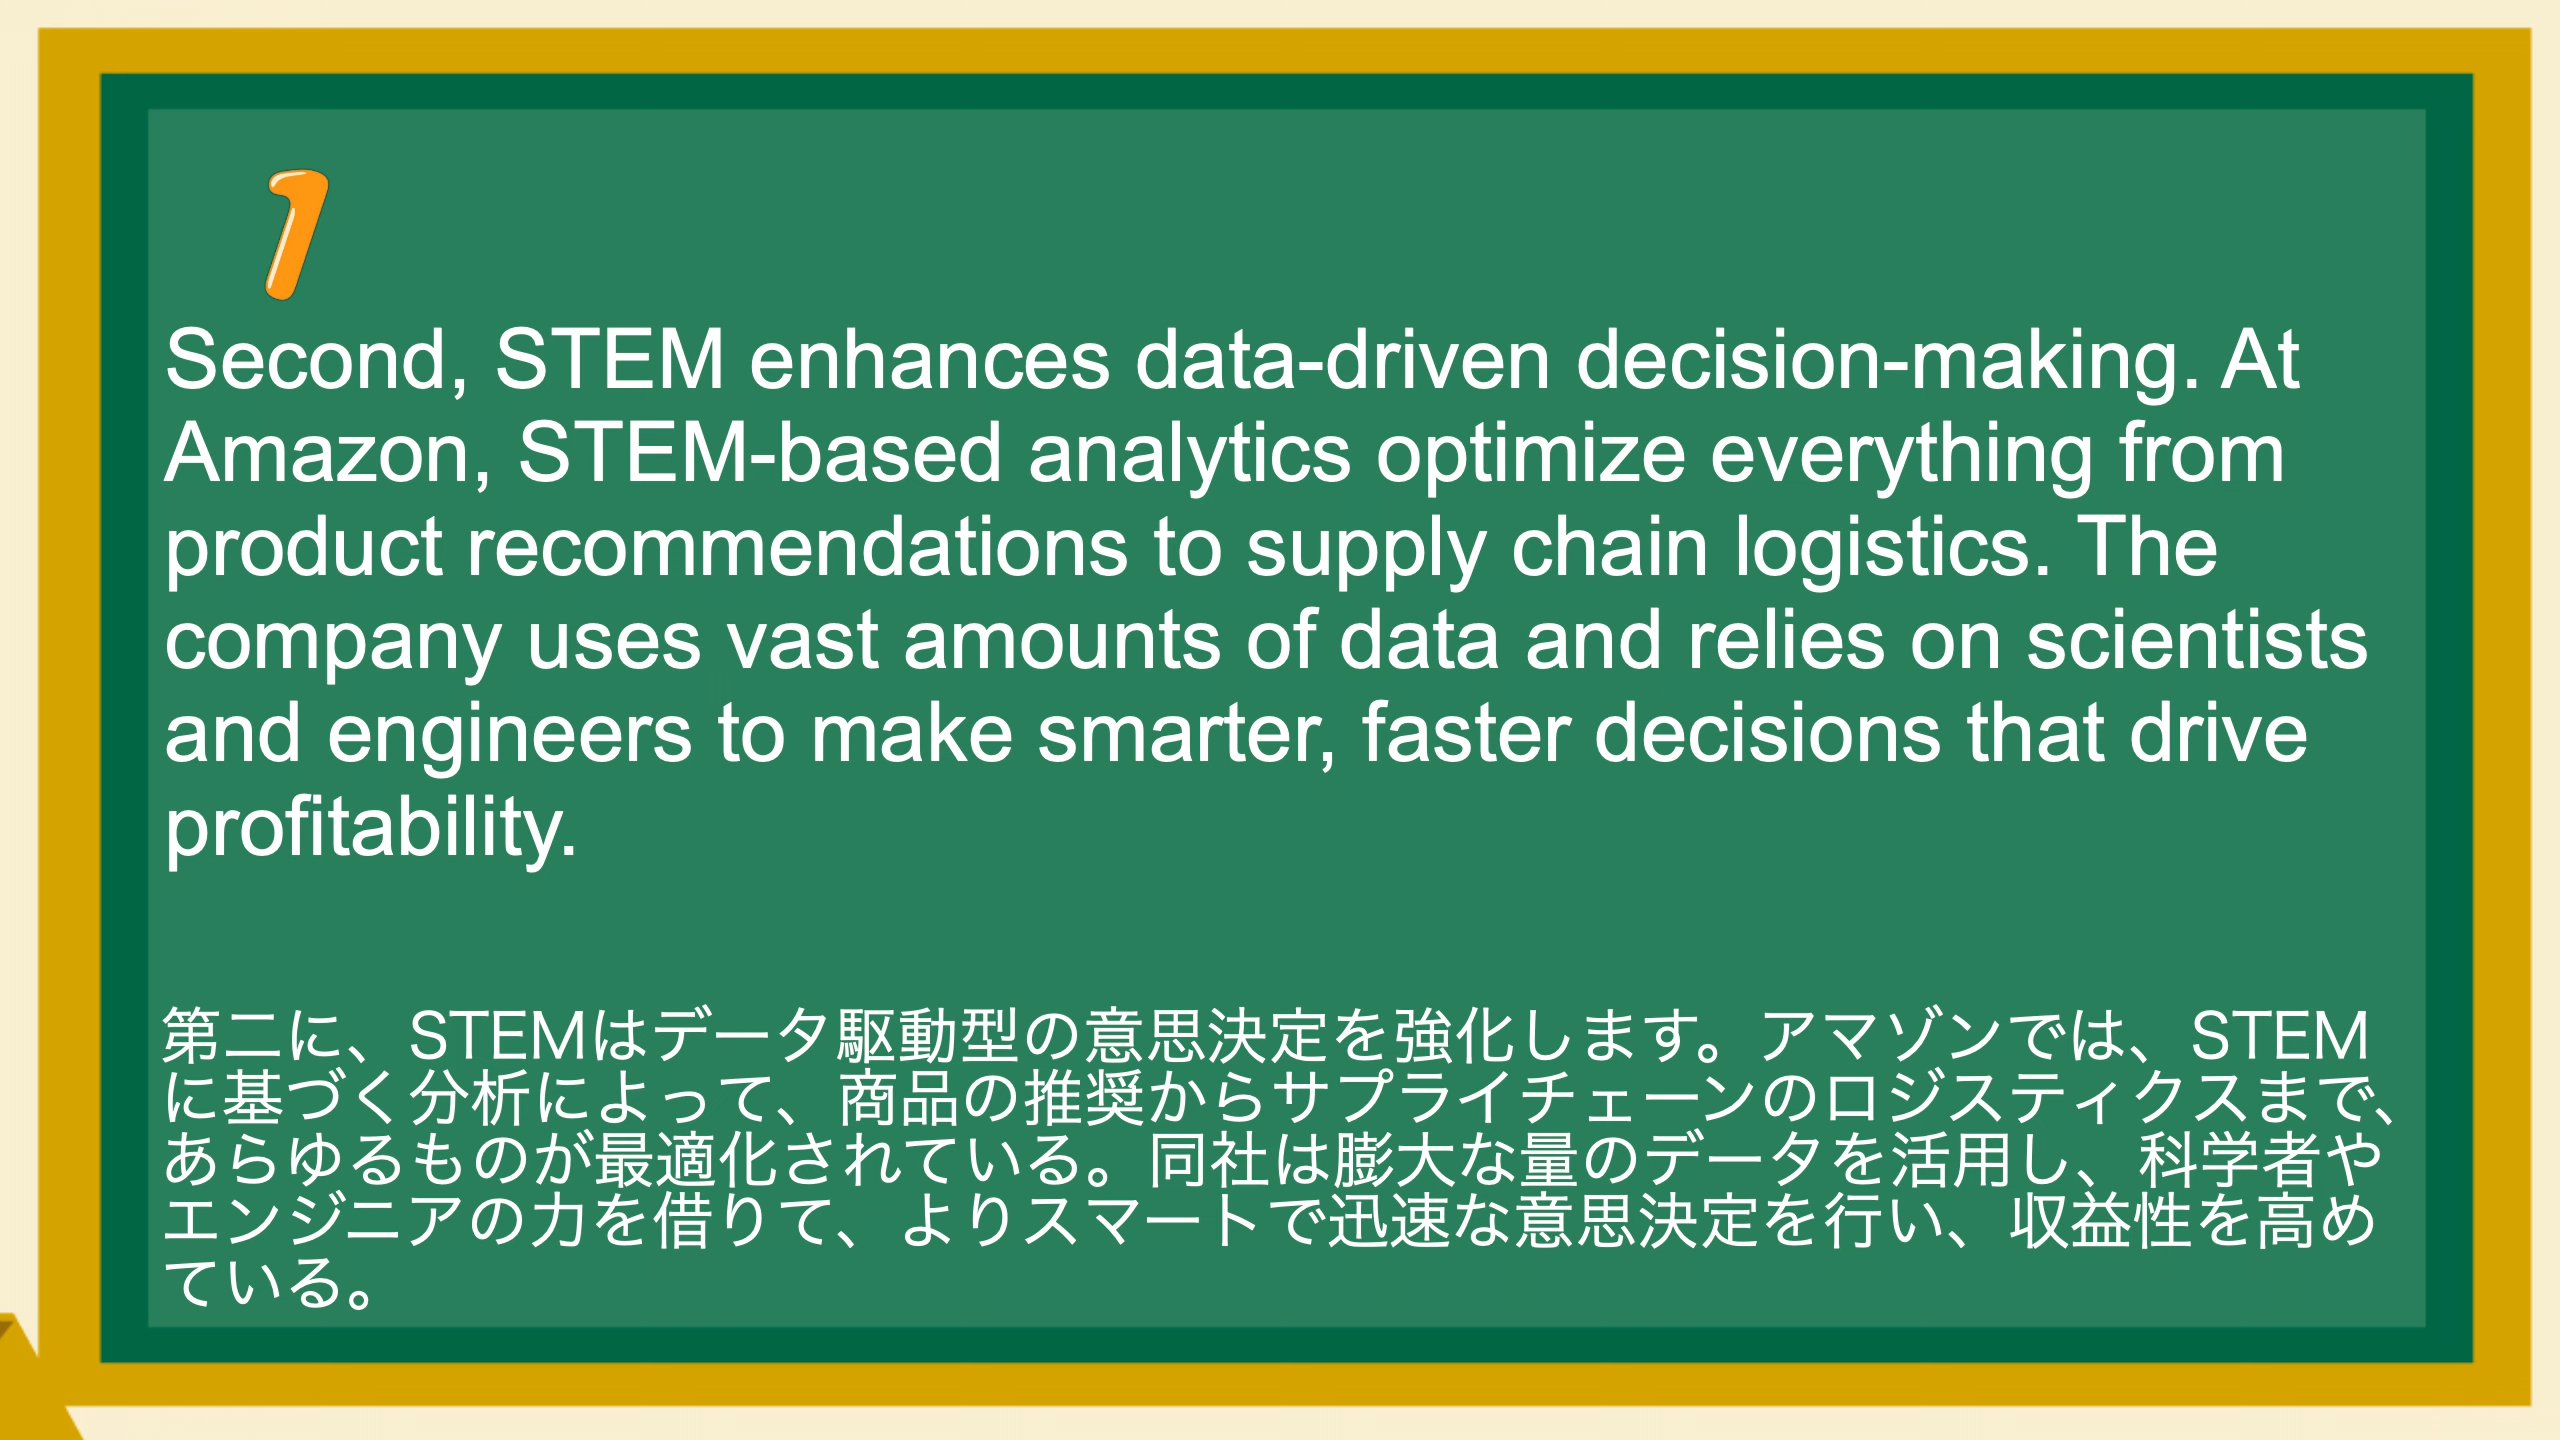 1
Second, STEM enhances data-driven decision-making. At
Amazon, STEM-based analytics optimize everything from
product recommendations to supply chain logistics. The
company uses vast amounts of data and relies on scientists
and engineers to make smarter, faster decisions that drive
profitability.
第二に、STEMはデータ駆動型の意思決定を強化します。アマゾンでは、STEM
に基づく分析によって、商品の推奨からサプライチェーンのロジスティクスまで、
あらゆるものが最適化されている。同社は膨大な量のデータを活用し、科学者や
エンジニアの力を借りて、よりスマートで迅速な意思決定を行い、収益性を高め
ている。